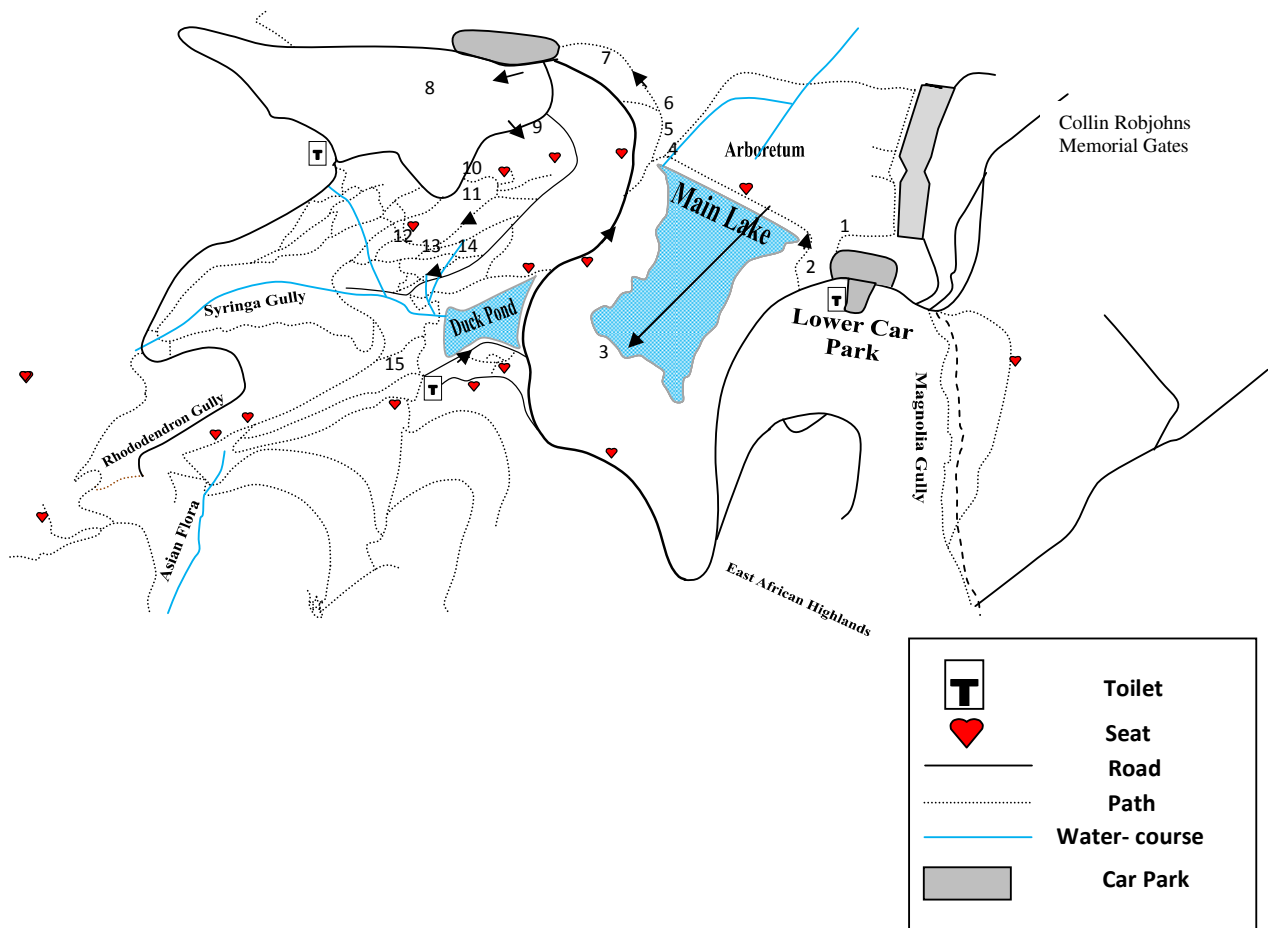 7
8
6
Collin Robjohns
Memorial Gates
9
5
4
Arboretum
T
10
11
Main Lake
12
13
14
1
2
T
Syringa Gully
Duck Pond
Lower Car
Park
3
15
T
Magnolia Gully
Rhododendron Gully
Asian Flora
East African Highlands
T
Toilet
Seat
Road
Path
Water- course
Car Park